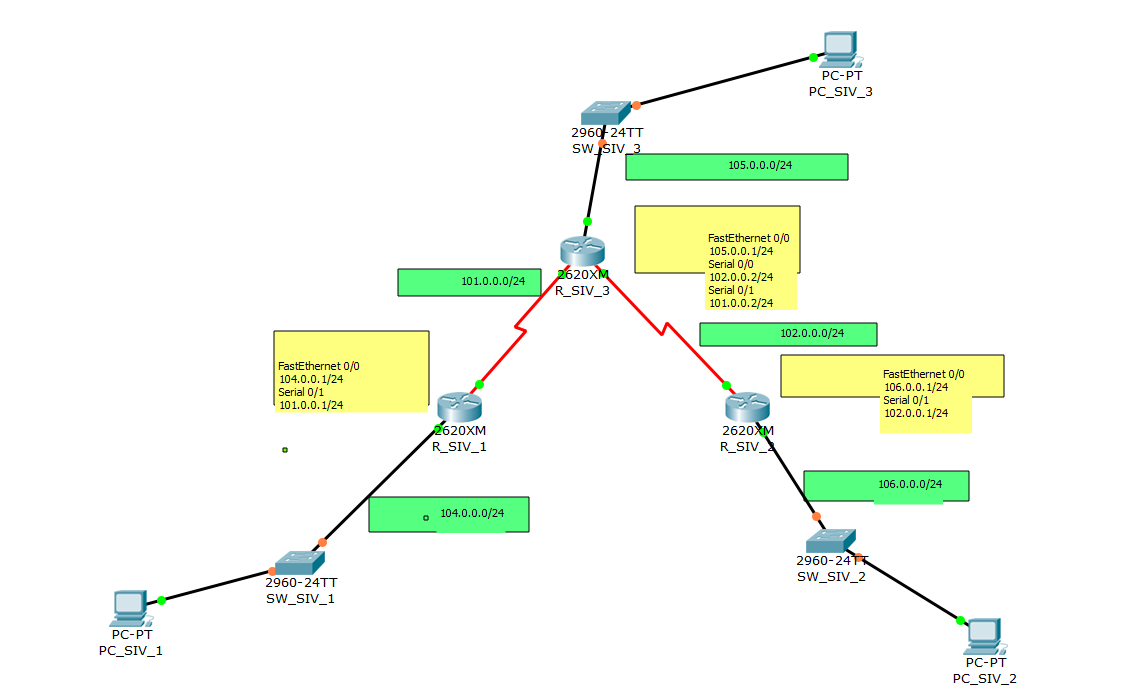 PC-PT
PC_SIV_3
2960-24TT
SW_SIV_3
105.0.0.0/24
FastEthernet 0/0
105.0.0.1/24
Serial 0/0
102.0.0.2/24
Serial 0/1
101.0.0.2/24
2620XM
R_SIV_3
101.0.0.0/24
102.0.0.0/24
FastEthernet 0/0
104.0.0.1/24
Serial 0/1
101.0.0.1/24
FastEthernet 0/0
106.0.0.1/24
Serial 0/1
102.0.0.1/24
2620XM
R_SIV_1
2620XM
R_SIV_2
106.0.0.0/24
104.0.0.0/24
2960-24TT
SW_SIV_1
2960-24TT
SW_SIV_2
PC-PT
PC_SIV_1
PC-PT
PC_SIV_2